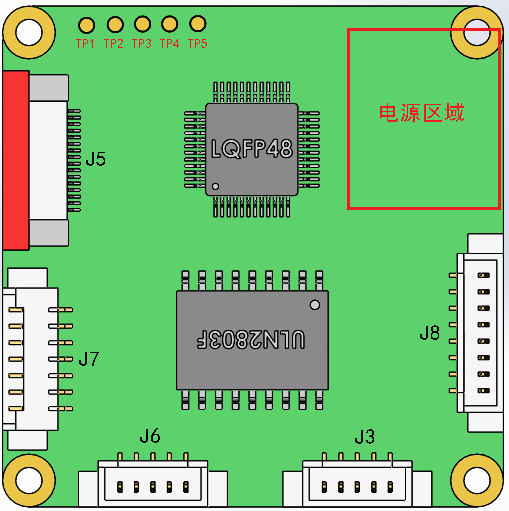 TP1 TP2 TP3 TP4 TP5
电源区域
LQFP48
J5
ULN2803F
J8
J7
J6
J3